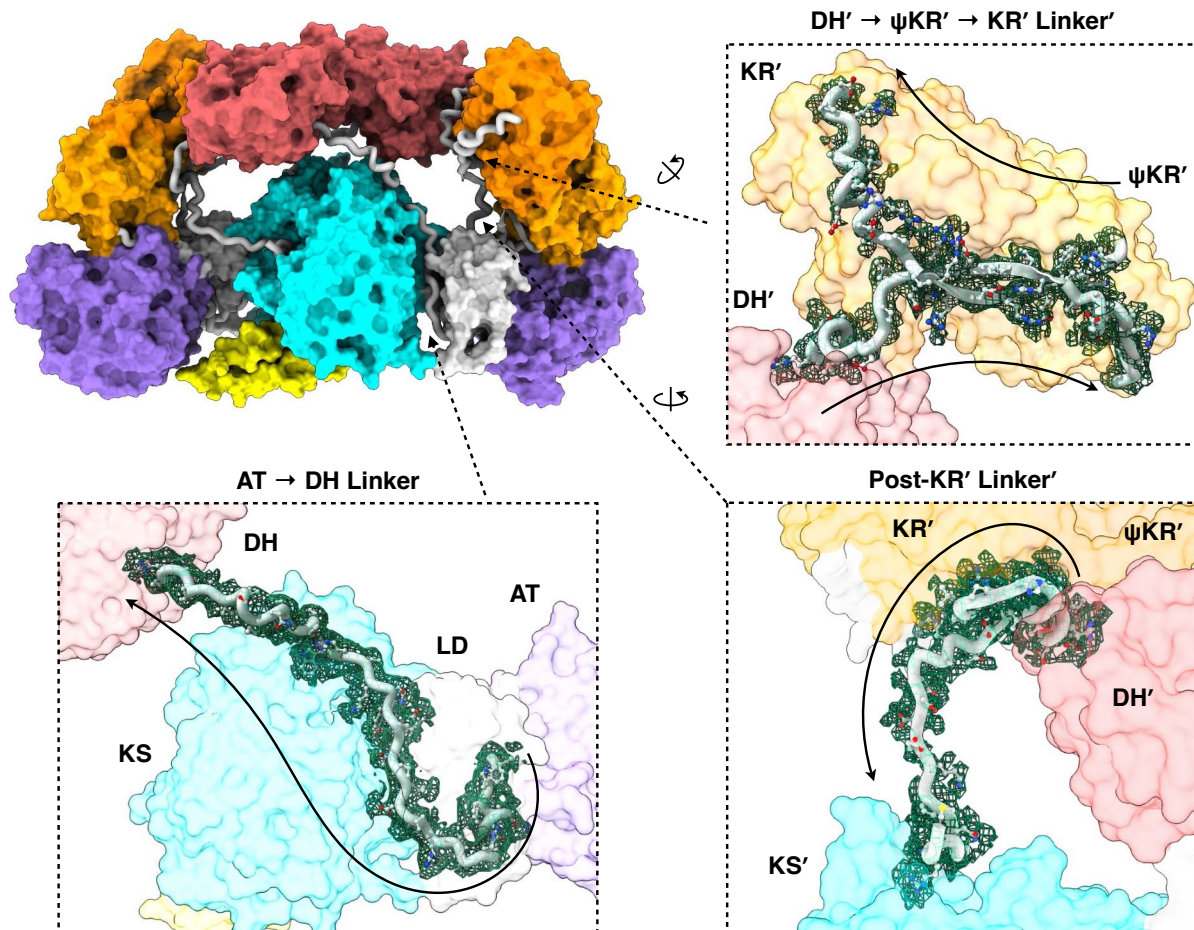 DH′ → ψKR′ → KR′ Linker′
KR′
ψKR′
DH′
AT → DH Linker
DH
AT
LD
KS
Post-KR′ Linker′
KR′
ψKR′
DH′
KS′